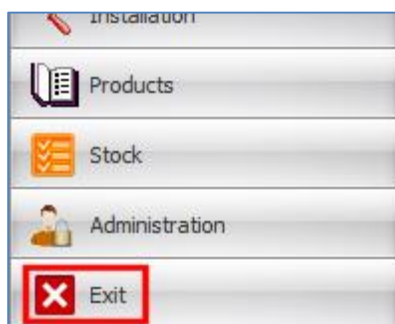 Installation
Products
Stock
Administration
Exit